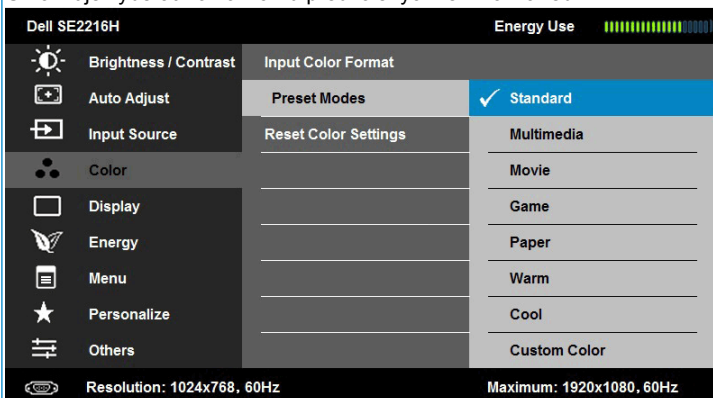 Dell SE2216H Energy Use
Brightness / Contrast Input Color Format
Auto Adjust Preset Modes Standard
Input Source Reset Color Settings Multimedia
Color Movie
Display Game
Energy Paper
Menu Warm
Personalize Cool
Others Custom Color
Resolution: 1024x768, 60Hz Maximum: 1920x1080, 60Hz